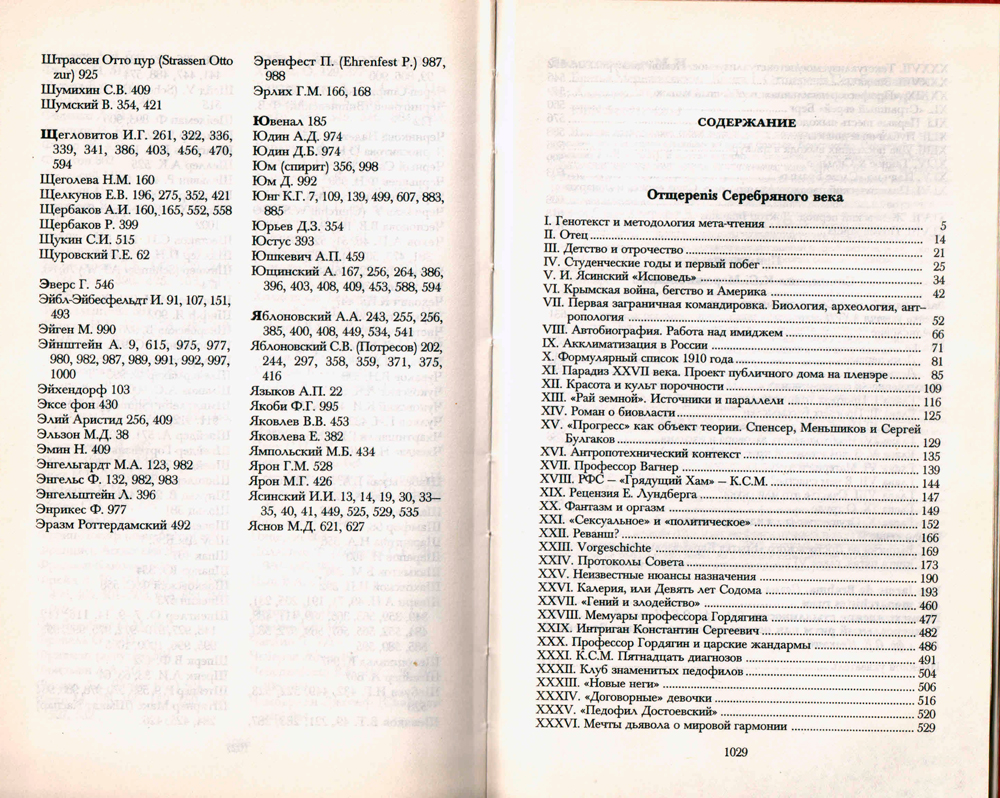 Штрассен Отто цур (Strassen Otto
zur) 925
Шумихин С.В. 409
Шумский В. 354, 421
Щегловитов И.Г. 261, 322, 336,
339, 341, 386, 403, 456, 470,
594
Щеголева Н.М. 160
Щелкунов Е.В. 196, 275, 352, 421
Щербаков А.И. 160, 165, 552, 558
Щербаков Р. 399
Щукин С.И. 515
Щуровский Г.Е. 62
Эверс Г. 546
Эйбл-Эйбесфельдт И. 91, 107, 151,
493
Эйген М. 990
Эйнштейн А. 9, 615, 975, 977,
980, 982, 987, 989, 991, 992, 997,
1000
Эйхендорф 103
Эксе фон 430
Элий Аристид 256, 409
Эльзон М.Д. 38
Эмин Н. 409
Энгельгардт М.А. 123, 982
Энгельс Ф. 132, 982, 983
Энгельштейн Л. 396
Энрикес Ф. 977
Эразм Роттердамский 492
Эренфест П. (Ehrenfest P.) 987,
988
Эрлих Г.М. 166, 168
Ювенал 185
Юдин А.Д. 974
Юдин Д.Б. 974
Юм (спирит) 356, 998
Юм Д. 992
Юнг К.Г. 7, 109, 139, 499, 607, 883,
885
Юрьев Д.З. 354
Юстус 393
Юшкевич А.П. 459
Ющинский А. 167, 256, 264, 386,
396, 403, 408, 409, 453, 588, 594
Яблоновский А.А. 243, 255, 256,
385, 400, 408, 449, 534, 541
Яблоновский С.В. (Потресов) 202,
244, 297, 358, 359, 371, 375,
416
Языков А.П. 22
Якоби Ф.Г. 995
Яковлев В.В. 453
Яковлева Е. 382
Ямпольский М.Б. 434
Ярон Г.М. 528
Ярон М.Г. 426
Ясинский И.И. 13, 14, 19, 30, 33–
35, 40, 41, 449, 525, 529, 535
Яснов М.Д. 621, 627
СОДЕРЖАНИЕ
Отщерепis Серебряного века
I. Генотекст и методология мета-чтения 5
II. Отец 14
III. Детство и отрочество 21
IV. Студенческие годы и первый побег 25
V. И. Ясинский «Исповедь» 34
VI. Крымская война, бегство и Америка 42
VII. Первая заграничная командировка. Биология, археология, ант-
ропология 52
VIII. Автобиография. Работа над имиджем 66
IX. Акклиматизация в России 71
X. Формулярный список 1910 года 81
XI. Парадиз XXVII века. Проект публичного дома на пленэре 85
XII. Красота и культ порочности 109
XIII. «Рай земной». Источники и параллели 116
XIV. Роман о биовласти 125
XV. «Прогресс» как объект теории. Спенсер, Меньшиков и Сергей
Булгаков 129
XVI. Антропотехнический контекст 135
XVII. Профессор Вагнер 139
XVIII. РФС – «Грядущий Хам» – К.С.М. 144
XIX. Рецензия Е. Лундберга 147
XX. Фантазм и оргазм 149
XXI. «Сексуальное» и «политическое» 152
XXII. Реванш? 166
XXIII. Vorgeschichte 169
XXIV. Протоколы Совета 173
XXV. Неизвестные нюансы назначения 190
XXVI. Калерия, или Девять лет Содома 193
XXVII. «Гений и злодейство» 460
XXVIII. Мемуары профессора Гордягина 477
XXIX. Интриган Константин Сергеевич 482
XXX. Профессор Гордягин и царские жандармы 486
XXXI. К.С.М. Пятнадцать диагнозов 491
XXXII. Клуб знаменитых педофилов 504
XXXIII. «Новые неги» 506
XXXIV. «Договорные» девочки 516
XXXV. «Педофил Достоевский» 520
XXXVI. Мечты дьявола о мировой гармонии 529
1029